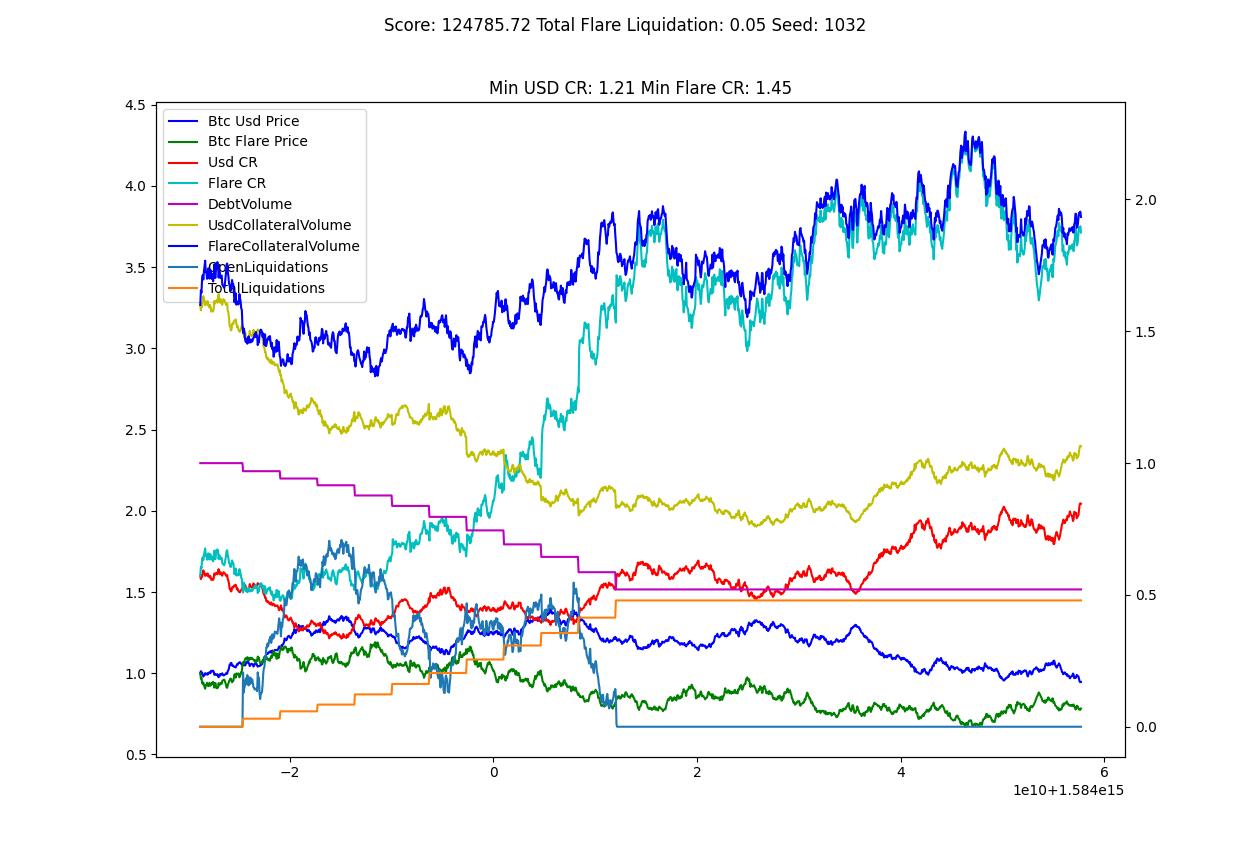 Score: 124785.72 Total Flare Liquidation: 0.05 Seed: 1032
Min USD CR: 1.21 Min Flare CR: 1.45
Btc Usd Price
Btc Flare Price
Usd CR
Flare CR
DebtVolume
UsdCollateralVolume
FlareCollateralVolume
OpenLiquidations
TotalLiquidations
4.5
4.0
3.5
3.0
2.5
2.0
1.5
1.0
0.5
2.0
1.5
1.0
0.5
0.0
−2
0
2
4
6
1e10+1.584e15